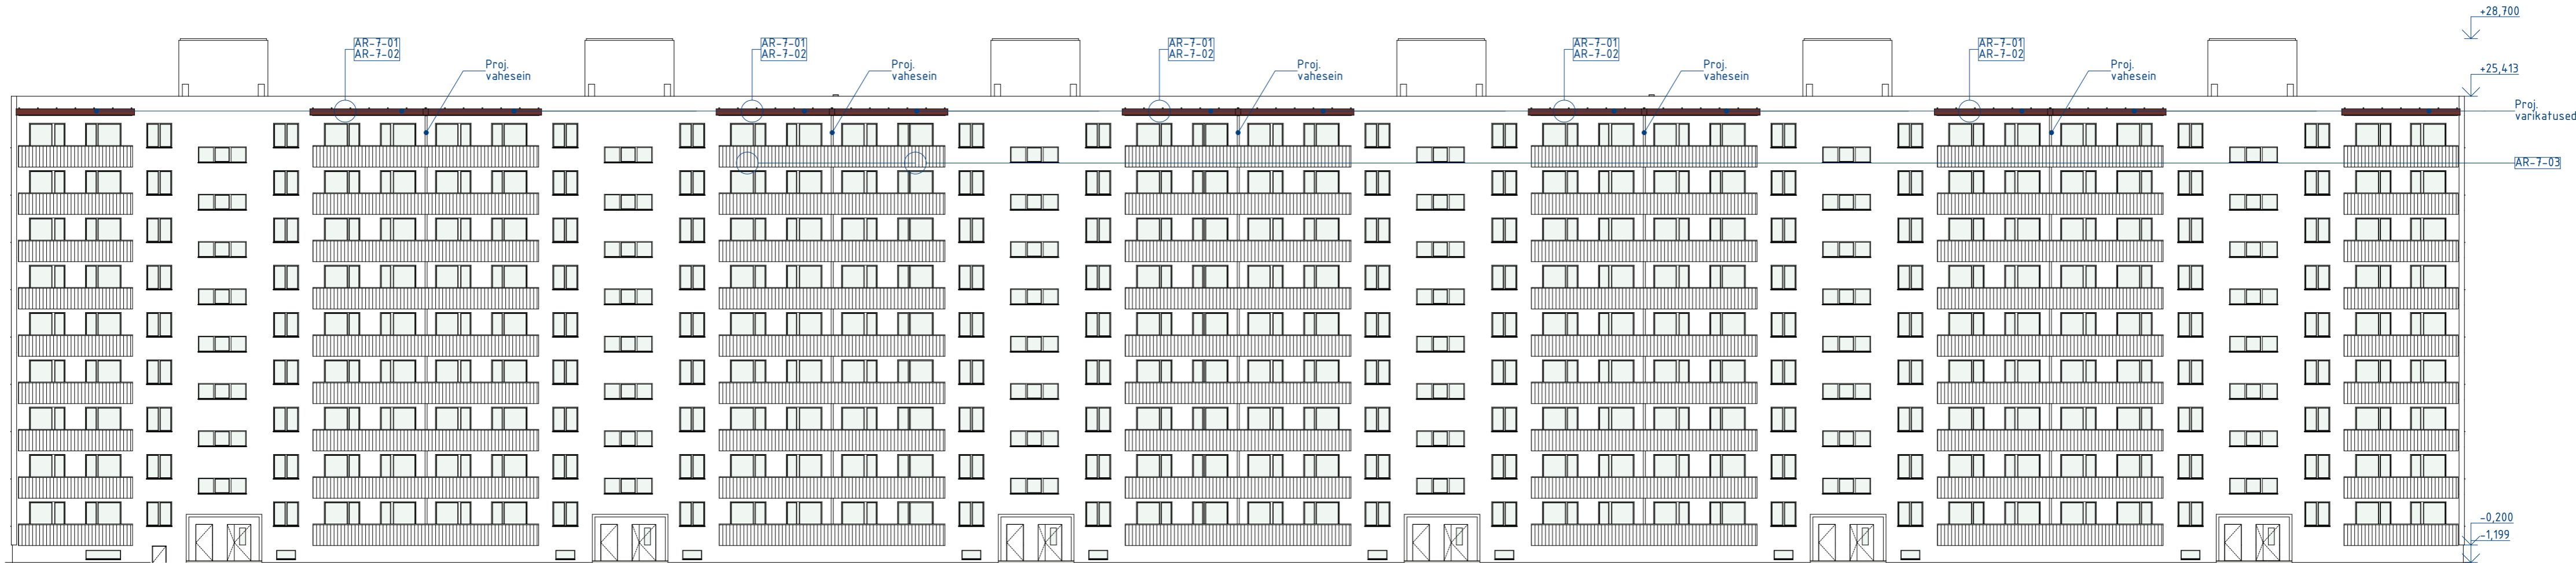 +28,700
AR-7-01
AR-7-02
Proj.
vahesein
AR-7-01
AR-7-02
Proj.
vahesein
AR-7-01
AR-7-02
Proj.
vahesein
AR-7-01
AR-7-02
Proj.
vahesein
AR-7-01
AR-7-02
Proj.
vahesein
+25,413
Proj.
varikatused
AR-7-03
-0,200
-1,199